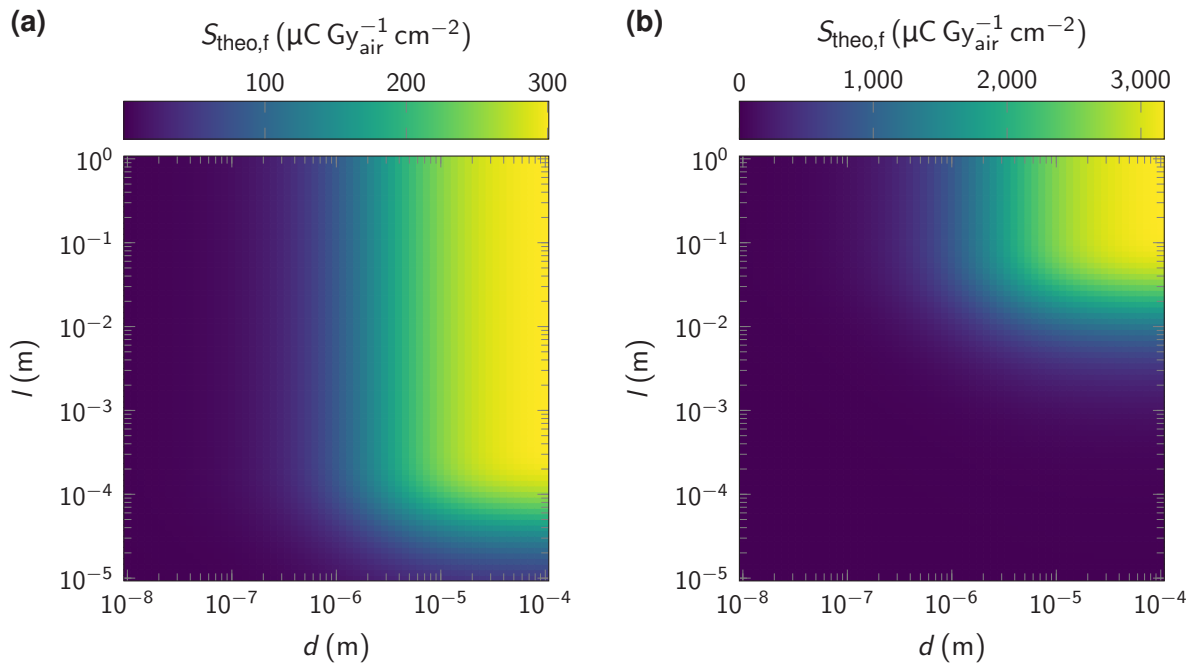 (a)
S_theo,f (µC Gy_air^−1 cm^−2)
100 200 300
10^0
10^−1
10^−2
10^−3
10^−4
10^−5
l (m)
10^−8 10^−7 10^−6 10^−5 10^−4
d (m)
(b)
S_theo,f (µC Gy_air^−1 cm^−2)
0 1,000 2,000 3,000
10^0
10^−1
10^−2
10^−3
10^−4
10^−5
l (m)
10^−8 10^−7 10^−6 10^−5 10^−4
d (m)